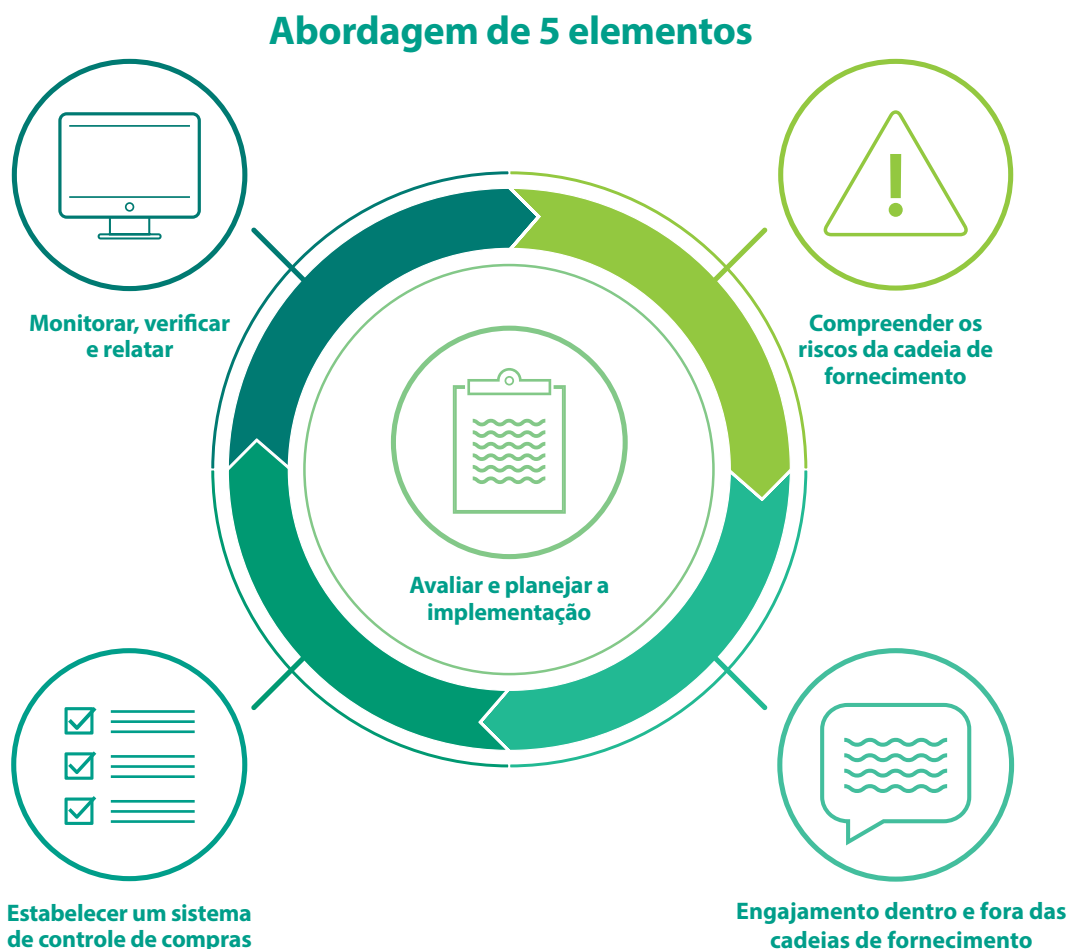 Abordagem de 5 elementos
Monitorar, verificar
e relatar
Compreender os
riscos da cadeia de
fornecimento
Avaliar e planejar a
implementação
Estabelecer um sistema
de controle de compras
Engajamento dentro e fora das
cadeias de fornecimento